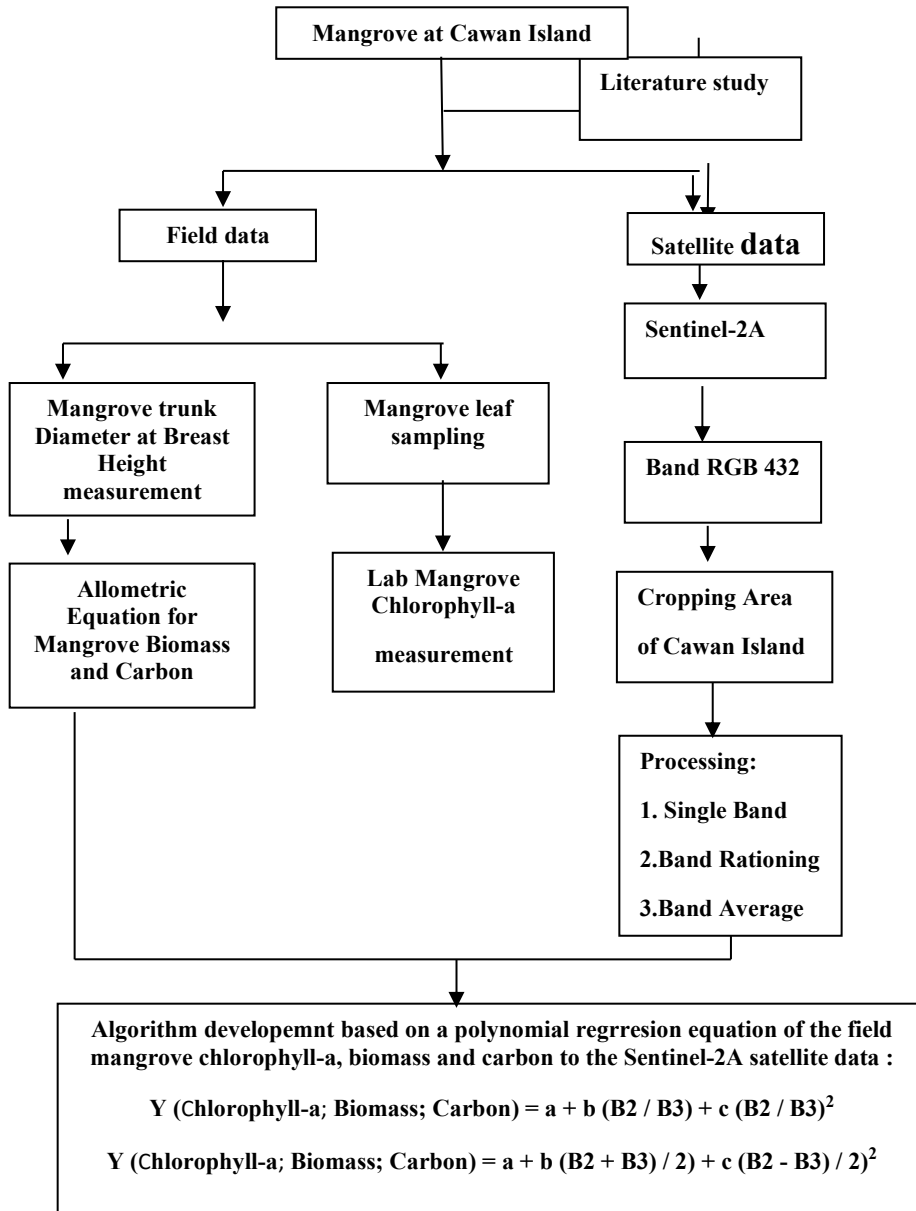 Mangrove at Cawan Island
Literature study
Field data
Satellite data
Sentinel-2A
Mangrove trunk
Diameter at Breast
Height
measurement
Mangrove leaf
sampling
Band RGB 432
Allometric
Equation for
Mangrove Biomass
and Carbon
Lab Mangrove
Chlorophyll-a
measurement
Cropping Area
of Cawan Island
Processing:
1. Single Band
2.Band Rationing
3.Band Average
Algorithm developemnt based on a polynomial regrresion equation of the field
mangrove chlorophyll-a, biomass and carbon to the Sentinel-2A satellite data :
Y (Chlorophyll-a; Biomass; Carbon) = a + b (B2 / B3) + c (B2 / B3)²
Y (Chlorophyll-a; Biomass; Carbon) = a + b (B2 + B3) / 2) + c (B2 - B3) / 2)²